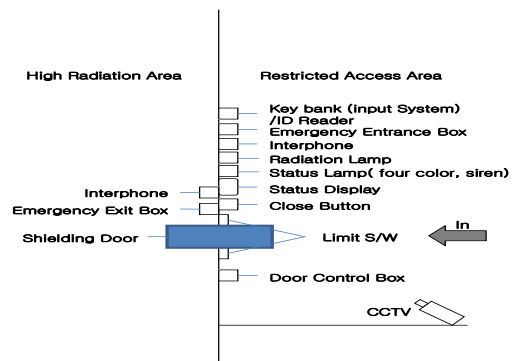 High Radiation Area
Restricted Access Area
Key bank (input System)
/ID Reader
Emergency Entrance Box
Interphone
Radiation Lamp
Status Lamp( four color, siren)
Status Display
Close Button
Interphone
Emergency Exit Box
Shielding Door
Limit S/W
In
Door Control Box
CCTV